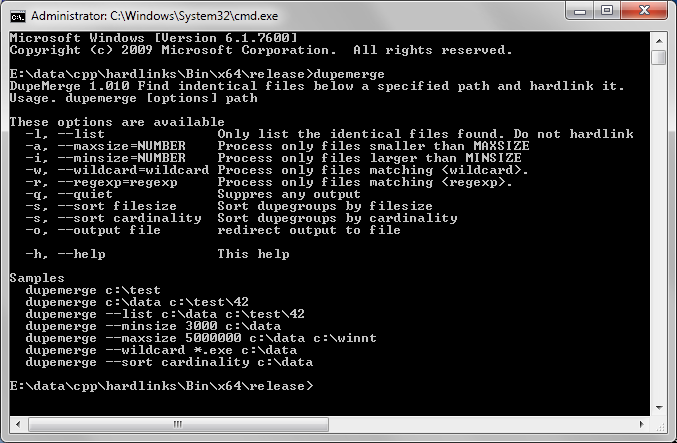 Administrator: C:\Windows\System32\cmd.exe
Microsoft Windows [Version 6.1.7600]
Copyright (c) 2009 Microsoft Corporation.  All rights reserved.
E:\data\cpp\hardlinks\Bin\x64\release>dupemerge
DupeMerge 1.010 Find indentical files below a specified path and hardlink it.
Usage. dupemerge [options] path
These options are available
-l, --list              Only list the identical files found. Do not hardlink
-a, --maxsize=NUMBER    Process only files smaller than MAXSIZE
-i, --minsize=NUMBER    Process only files larger than MINSIZE
-w, --wildcard=wildcard Process only files matching <wildcard>.
-r, --regexp=regexp     Process only files matching <regexp>.
-q, --quiet             Suppres any output
-s, --sort filesize     Sort dupegroups by filesize
-s, --sort cardinality  Sort dupegroups by cardinality
-o, --output file       redirect output to file
-h, --help              This help
Samples
dupemerge c:\test
dupemerge c:\data c:\test\42
dupemerge --list c:\data c:\test\42
dupemerge --minsize 3000 c:\data
dupemerge --maxsize 5000000 c:\data c:\winnt
dupemerge --wildcard *.exe c:\data
dupemerge --sort cardinality c:\data
E:\data\cpp\hardlinks\Bin\x64\release>